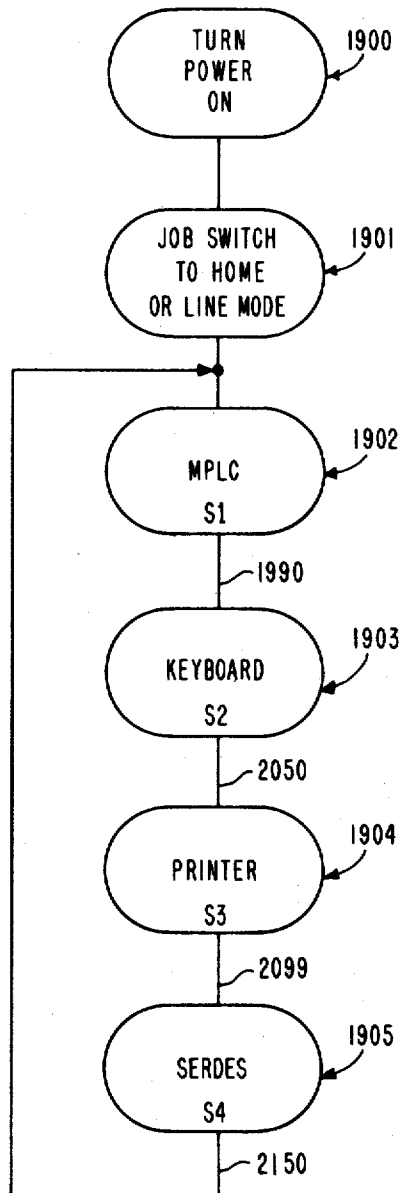 TURN
POWER
ON
1900
JOB SWITCH
TO HOME
OR LINE MODE
1901
MPLC
S1
1902
1990
KEYBOARD
S2
1903
2050
PRINTER
S3
1904
2099
SERDES
S4
1905
2150